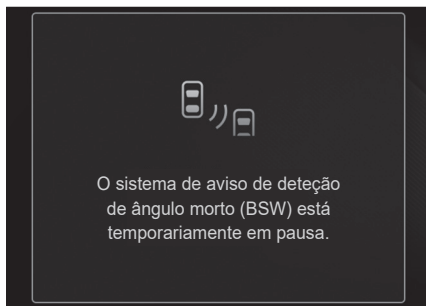 O sistema de aviso de deteção
de ângulo morto (BSW) está
temporariamente em pausa.